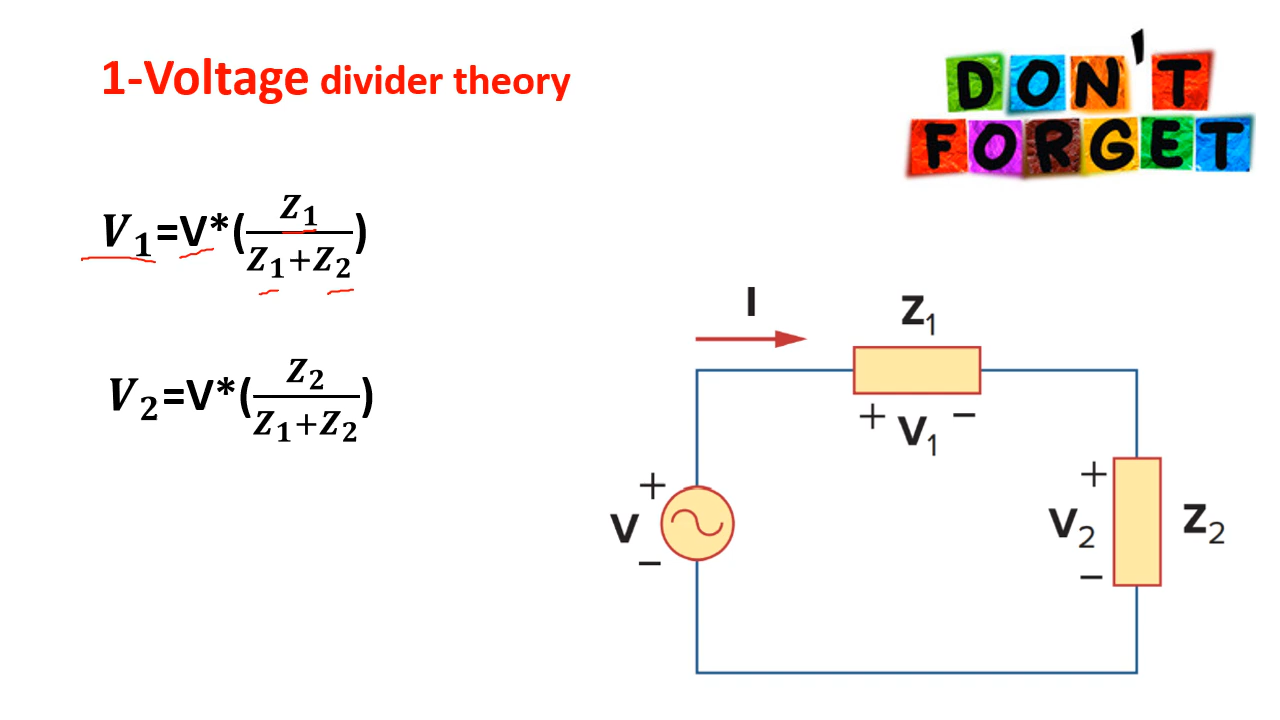 1-Voltage divider theory
DON'T
FORGET
V₁=V*(Z₁/(Z₁+Z₂))
V₂=V*(Z₂/(Z₁+Z₂))
I
Z₁
+ V₁ −
+
V
−
+
V₂
−
Z₂